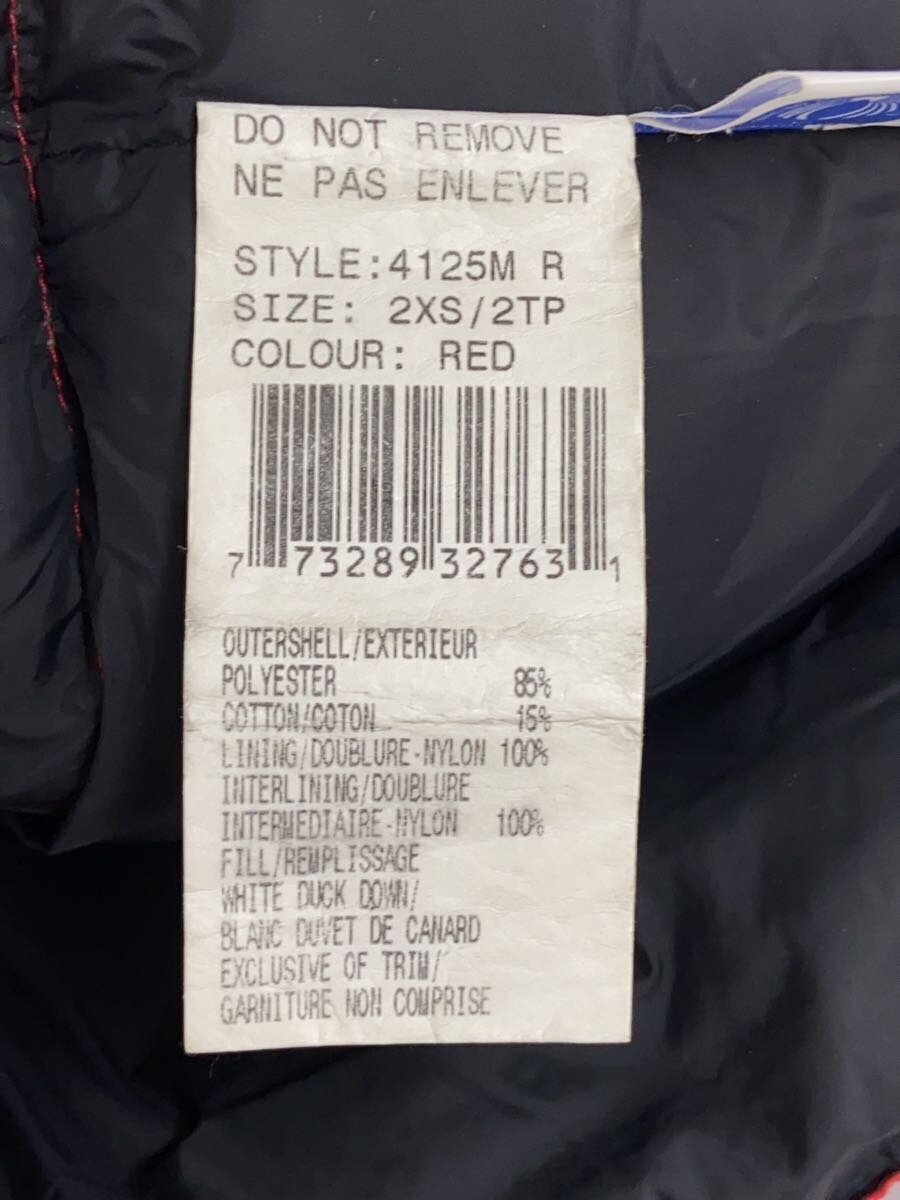 DO NOT REMOVE
NE PAS ENLEVER
STYLE:4125M R
SIZE: 2XS/2TP
COLOUR: RED
7 73289 32763 1
OUTERSHELL/EXTERIEUR
POLYESTER 85%
COTTON/COTON 15%
LINING/DOUBLURE-NYLON 100%
INTERLINING/DOUBLURE
INTERMEDIAIRE-NYLON 100%
FILL/REMPLISSAGE
WHITE DUCK DOWN/
BLANC DUVET DE CANARD
EXCLUSIVE OF TRIM/
GARNITURE NON COMPRISE